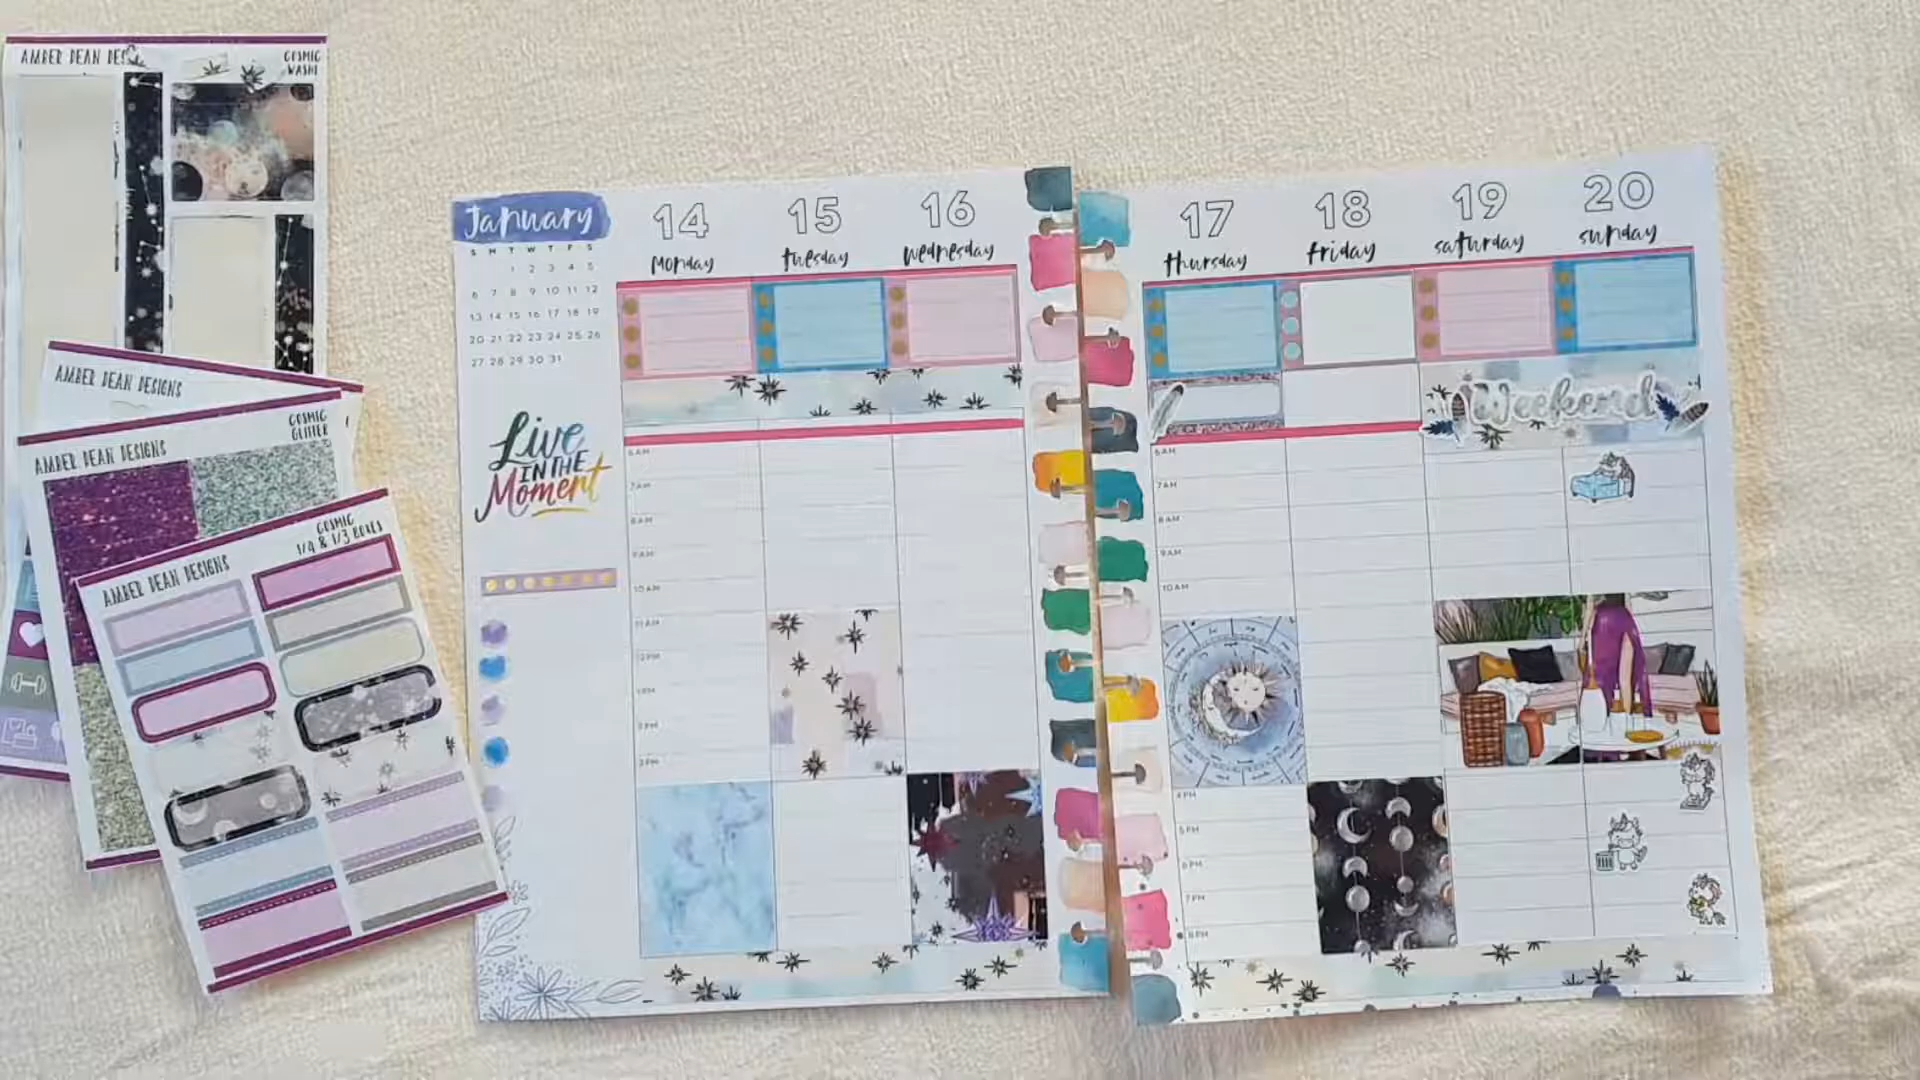 AMBER DEAN DES
COSMIC
WASHI
AMBER DEAN DESIGNS
AMBER DEAN DESIGNS
COSMIC
GLITTER
AMBER DEAN DESIGNS
COSMIC
1/4 & 1/3 BOXES
January
S M T W T F S
1 2 3 4 5
6 7 8 9 10 11 12
13 14 15 16 17 18 19
20 21 22 23 24 25 26
27 28 29 30 31
Live
IN THE
Moment
14 15 16
Monday tuesday wednesday
6AM
7AM
8AM
9AM
10AM
11AM
12PM
1PM
2PM
3PM
17 18 19 20
thursday friday saturday sunday
Weekend
6AM
7AM
8AM
9AM
10AM
4PM
5PM
6PM
7PM
8PM